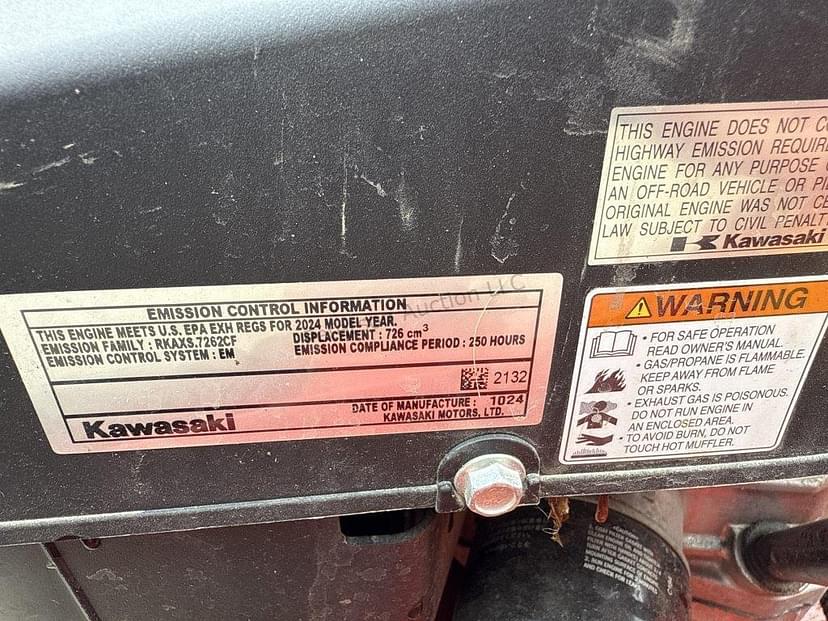 THIS ENGINE DOES NOT
HIGHWAY EMISSION
ENGINE FOR ANY PURPOSE
AN OFF-ROAD VEHICLE OR
ORIGINAL ENGINE WAS NOT
LAW SUBJECT TO CIVIL
Kawasaki
Auction LLC
EMISSION CONTROL INFORMATION
THIS ENGINE MEETS U.S. EPA EXH REGS FOR 2024 MODEL YEAR.
EMISSION FAMILY : RKAXS.7262CF DISPLACEMENT : 726 cm³
EMISSION CONTROL SYSTEM : EM EMISSION COMPLIANCE PERIOD : 250 HOURS
2132
DATE OF MANUFACTURE : 1024
Kawasaki KAWASAKI MOTORS, LTD.
WARNING
• FOR SAFE OPERATION
READ OWNER'S MANUAL.
• GAS/PROPANE IS FLAMMABLE.
KEEP AWAY FROM FLAME
OR SPARKS.
• EXHAUST GAS IS POISONOUS.
DO NOT RUN ENGINE IN
AN ENCLOSED AREA.
• TO AVOID BURN, DO NOT
TOUCH HOT MUFFLER.